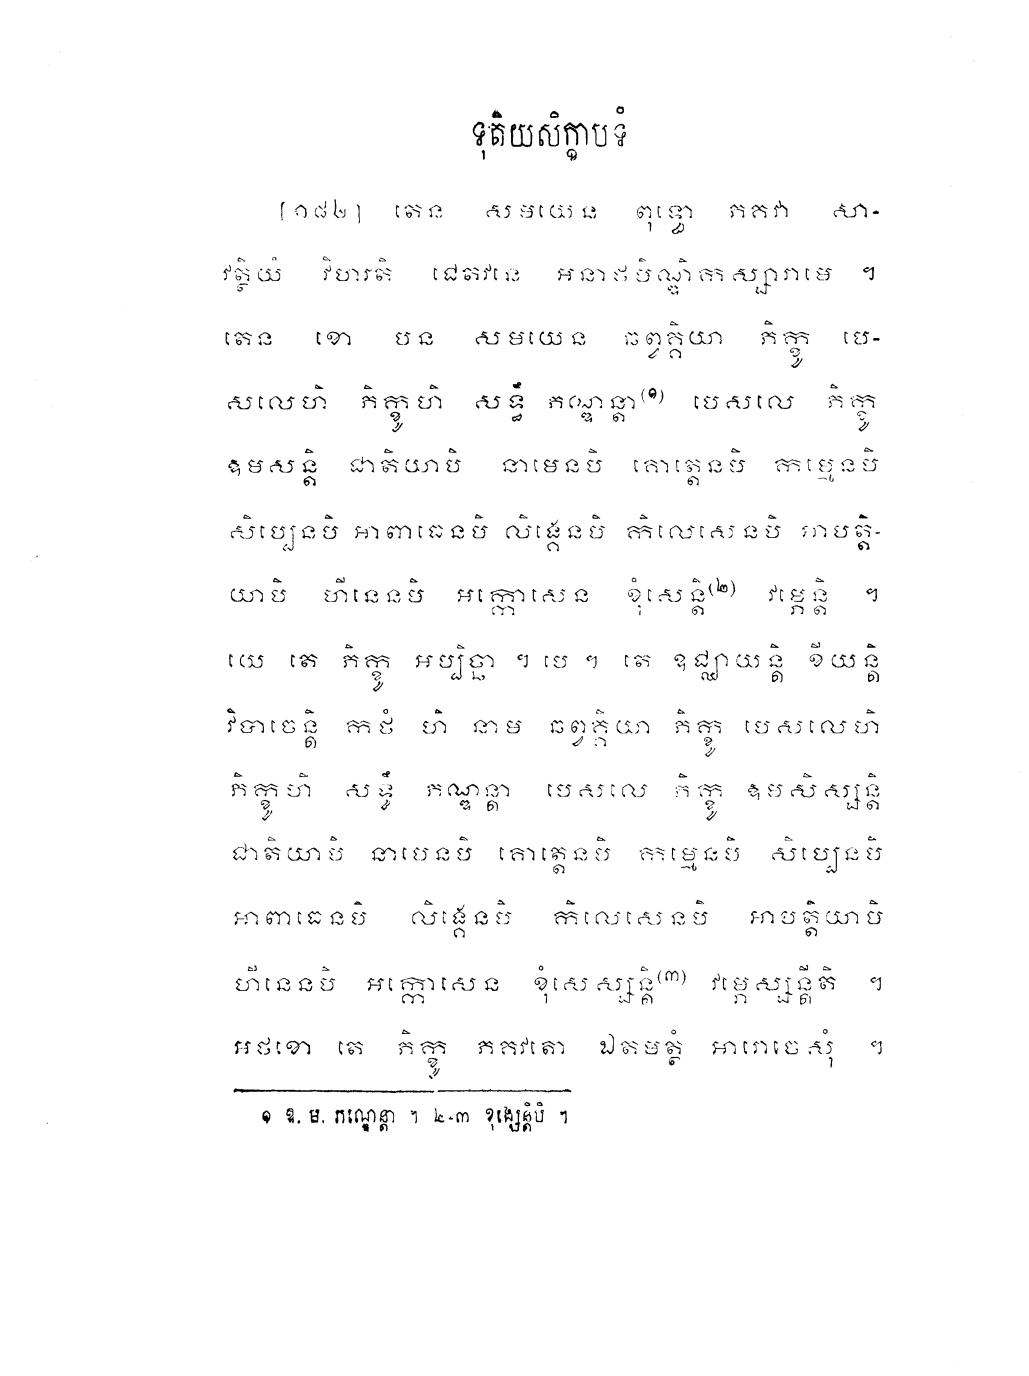 ទុតិយសិក្ខាបទំ
[១៨២] តេន សមយេន ពុទ្ធោ ភគវា សា-
វត្ថិយំ វិហរតិ ជេតវនេ អនាថបិណ្ឌិកស្សារាមេ ។
តេន ខោ បន សមយេន ឆព្វគ្គិយា ភិក្ខូ បេ-
សលេហិ ភិក្ខូហិ សទ្ធឹ ភណ្ឌន្តា(១) បេសលេ ភិក្ខូ
ឱមសន្តិ ជាតិយាបិ នាមេនបិ គោត្តេនបិ កម្មេនបិ
សិប្បេនបិ អាពាធេនបិ លិង្គេនបិ កិលេសេនបិ អាបត្តិ-
យាបិ ហីនេនបិ អក្កោសេន ខុំសេន្តិ(២) វម្ភេន្តិ ។
យេ តេ ភិក្ខូ អប្បិច្ឆា ។ បេ ។ តេ ឧជ្ឈាយន្តិ ខីយន្តិ
វិបាចេន្តិ កថំ ហិ នាម ឆព្វគ្គិយា ភិក្ខូ បេសលេហិ
ភិក្ខូហិ សទ្ធឹ ភណ្ឌន្តា បេសលេ ភិក្ខូ ឱមសិស្សន្តិ
ជាតិយាបិ នាមេនបិ គោត្តេនបិ កម្មេនបិ សិប្បេនបិ
អាពាធេនបិ លិង្គេនបិ កិលេសេនបិ អាបត្តិយាបិ
ហីនេនបិ អក្កោសេន ខុំសេស្សន្តិ(៣) វម្ភេស្សន្តីតិ ។
អថខោ តេ ភិក្ខូ ភគវតោ ឯតមត្ថំ អារោចេសុំ ។
១ ឱ. ម. ភណ្ឌេន្តា ។ ២-៣ ខុង្សេន្តិបិ ។